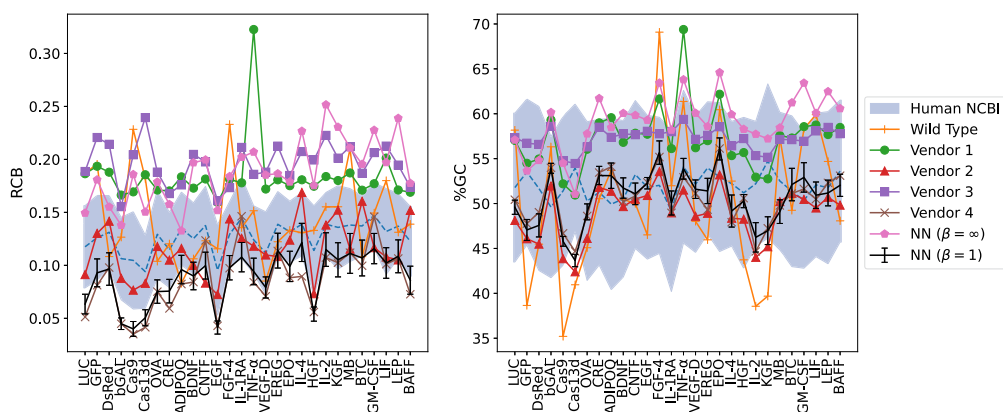 RCB
0.30
0.25
0.20
0.15
0.10
0.05
LUC
GFP
DsRed
bGAL
Cas9
Cas13d
OVA
CRE
ADIPOQ
BDNF
CNTF
EGF
FGF-4
IL-1RA
TNF-α
VEGF-D
EREG
EPO
IL-4
HGF
IL-2
KGF
MB
BTC
GM-CSF
LIF
LEP
BAFF
%GC
70
65
60
55
50
45
40
35
LUC
GFP
DsRed
bGAL
Cas9
Cas13d
OVA
CRE
ADIPOQ
BDNF
CNTF
EGF
FGF-4
IL-1RA
TNF-α
VEGF-D
EREG
EPO
IL-4
HGF
IL-2
KGF
MB
BTC
GM-CSF
LIF
LEP
BAFF
Human NCBI
Wild Type
Vendor 1
Vendor 2
Vendor 3
Vendor 4
NN (β = ∞)
NN (β = 1)